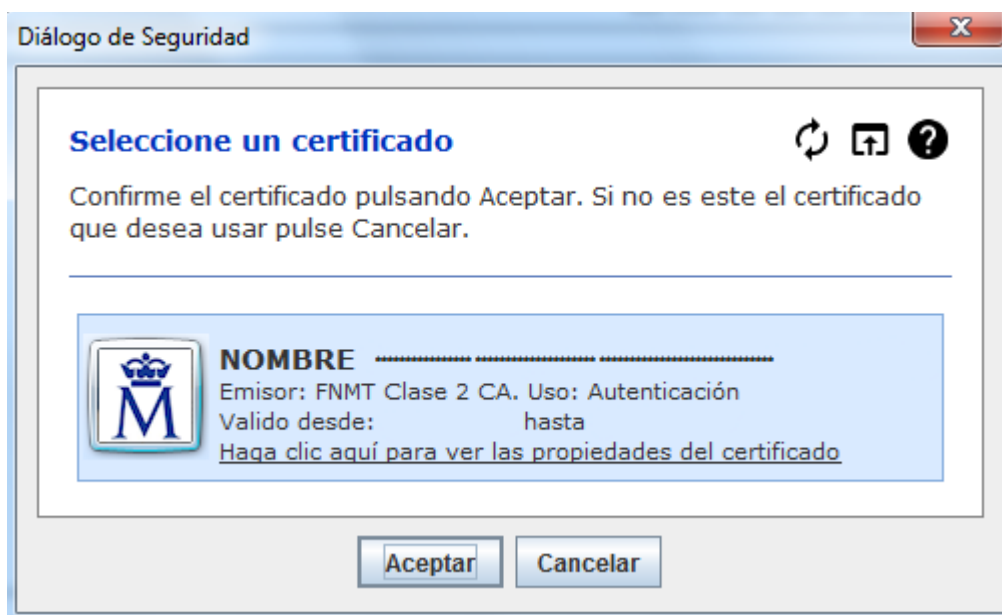 Diálogo de Seguridad
Seleccione un certificado
Confirme el certificado pulsando Aceptar. Si no es este el certificado
que desea usar pulse Cancelar.
NOMBRE
Emisor: FNMT Clase 2 CA. Uso: Autenticación
Valido desde: hasta
Haga clic aquí para ver las propiedades del certificado
Aceptar Cancelar